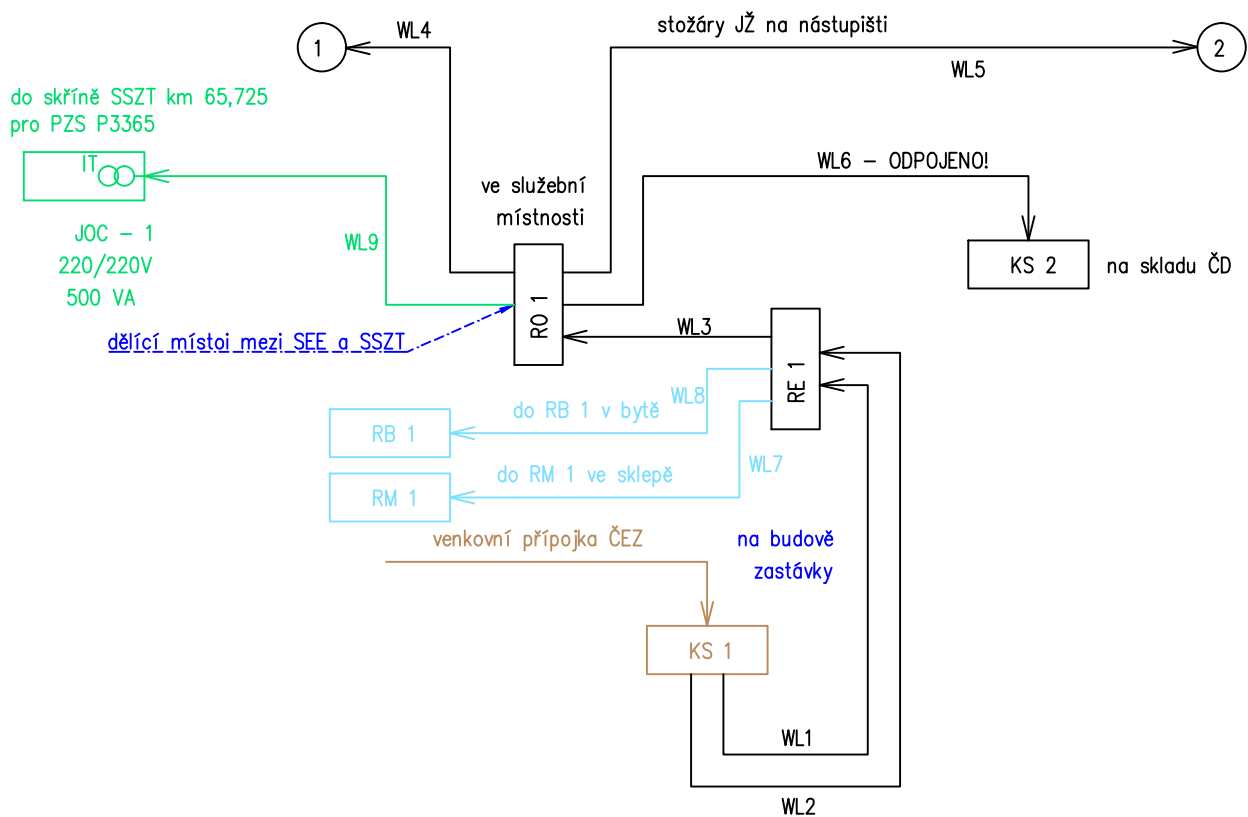 WL4
stožáry JŽ na nástupišti
1
2
WL5
do skříně SSZT km 65,725
pro PZS P3365
IT
WL6 – ODPOJENO!
ve služební
místnosti
JOC – 1
220/220V
500 VA
WL9
KS 2
na skladu ČD
RO 1
dělící místoi mezi SEE a SSZT
WL3
RE 1
WL8
do RB 1 v bytě
RB 1
WL7
do RM 1 ve sklepě
RM 1
venkovní přípojka ČEZ
na budově
zastávky
KS 1
WL1
WL2